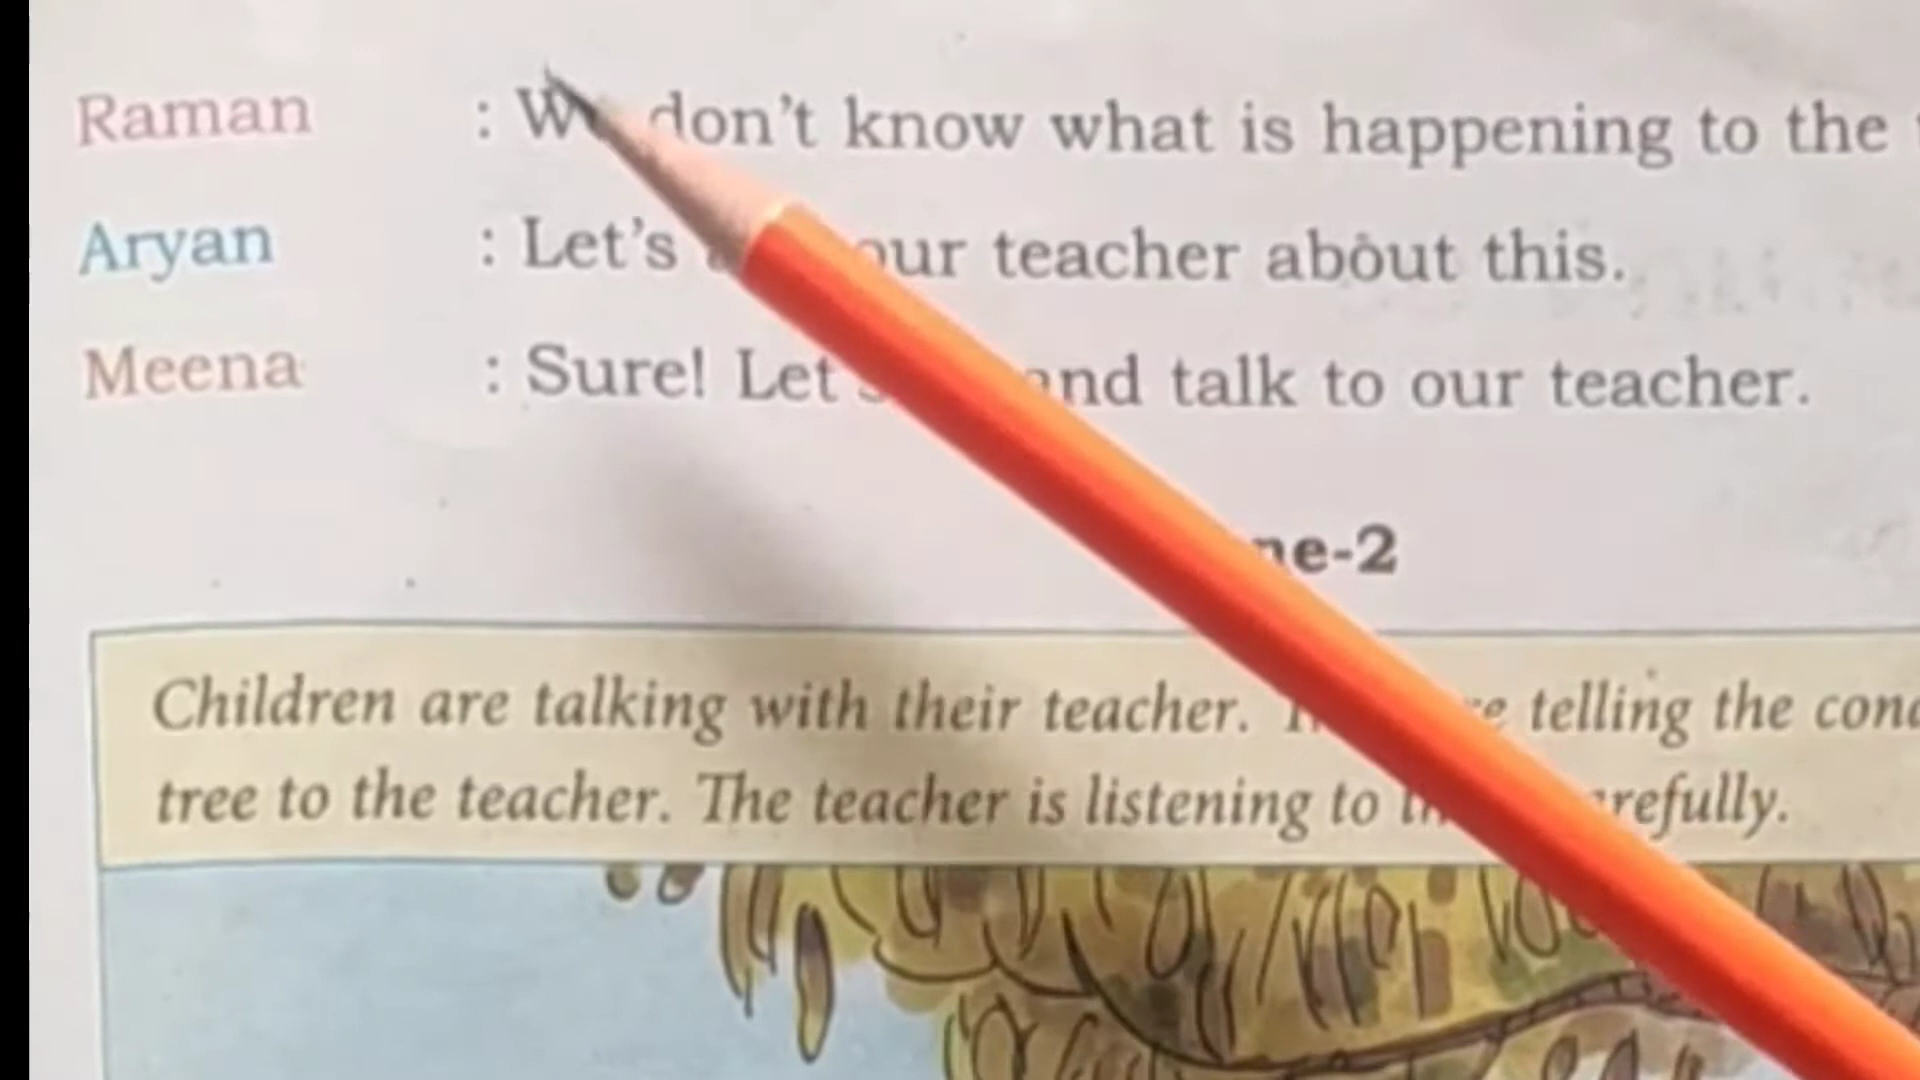 Raman : We don't know what is happening to the
Aryan : Let's our teacher about this.
Meena : Sure! Let's and talk to our teacher.
Children are talking with their teacher. telling the
tree to the teacher. The teacher is listening to